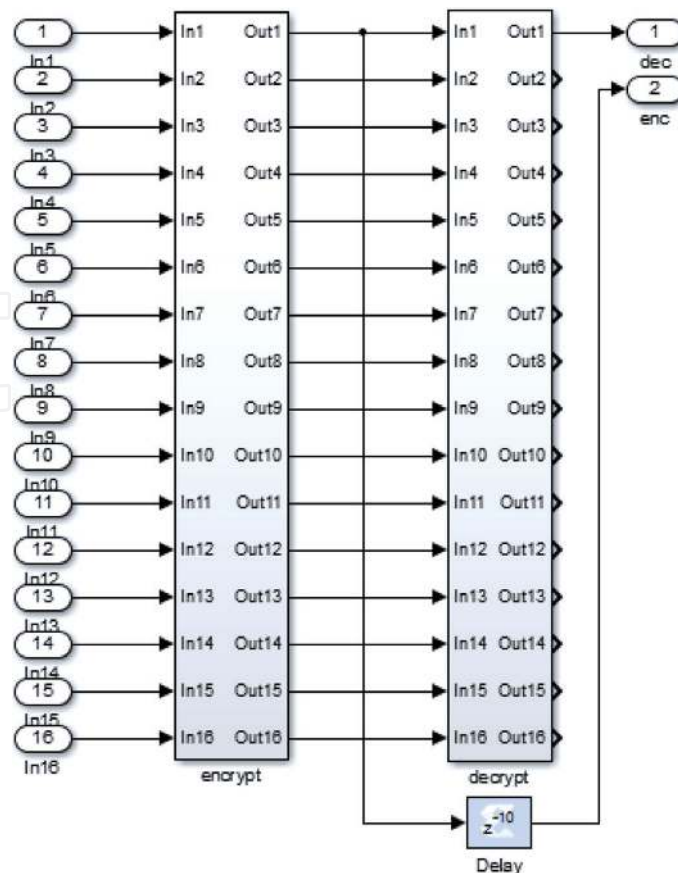 1 In1 Out1 In1 Out1 1
In1 dec
2 In2 Out2 In2 Out2 2
In2 enc
3 In3 Out3 In3 Out3
In3
4 In4 Out4 In4 Out4
In4
5 In5 Out5 In5 Out5
In5
6 In6 Out6 In6 Out6
In6
7 In7 Out7 In7 Out7
In7
8 In8 Out8 In8 Out8
In8
9 In9 Out9 In9 Out9
In9
10 In10 Out10 In10 Out10
In10
11 In11 Out11 In11 Out11
In11
12 In12 Out12 In12 Out12
In12
13 In13 Out13 In13 Out13
In13
14 In14 Out14 In14 Out14
In14
15 In15 Out15 In15 Out15
In15
16 In16 Out16 In16 Out16
In16
encrypt decrypt
z-10
Delay